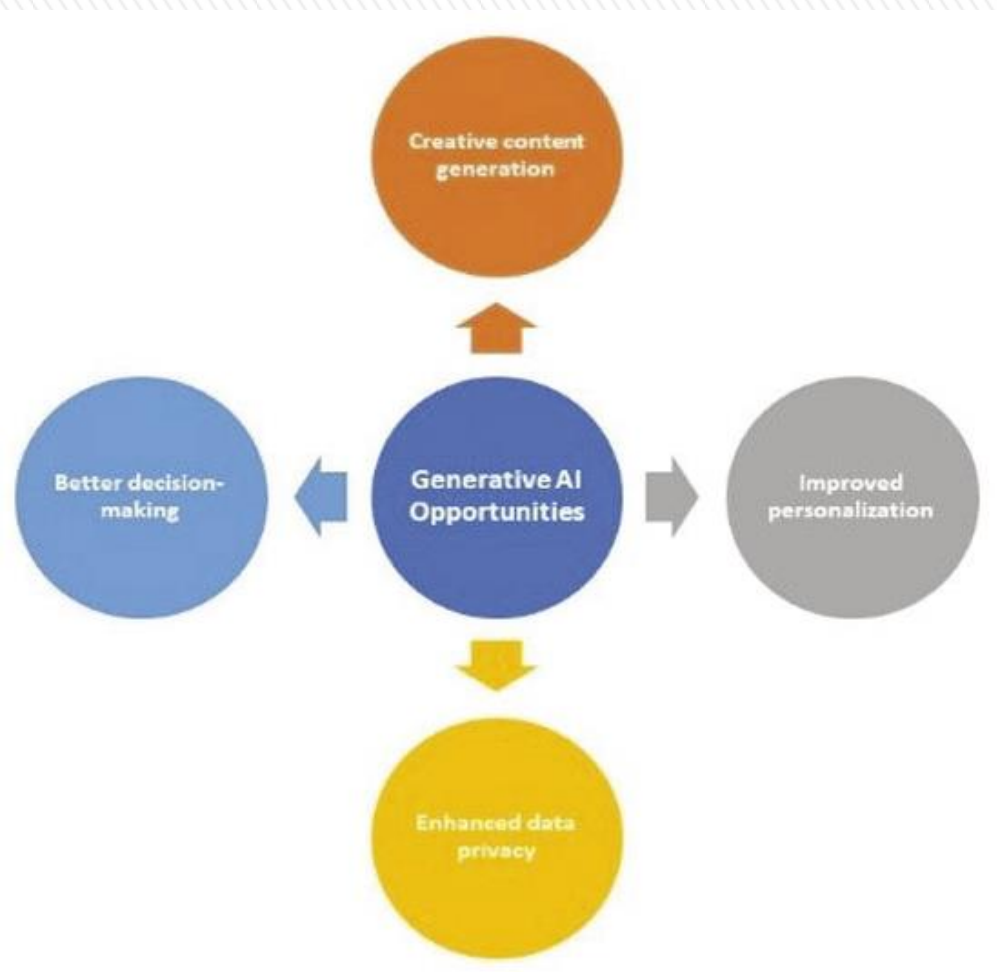 Creative content
generation
Better decision-
making
Generative AI
Opportunities
Improved
personalization
Enhanced data
privacy